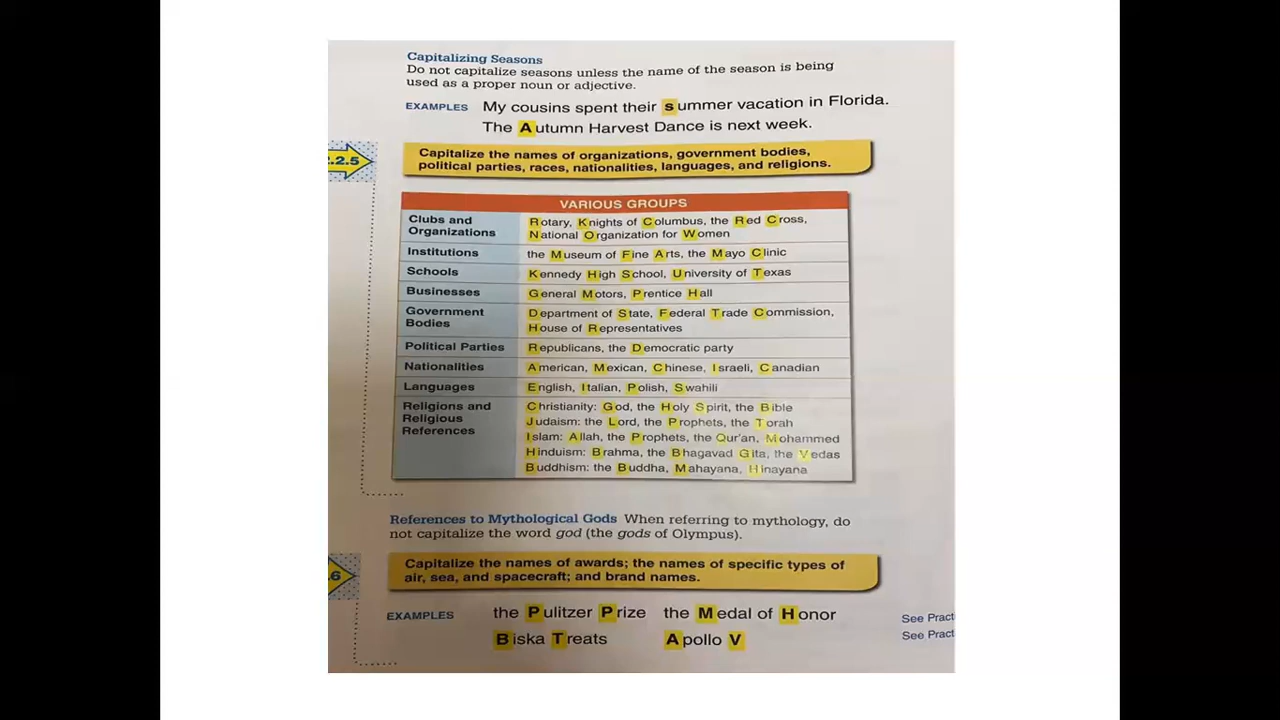 Capitalizing Seasons
Do not capitalize seasons unless the name of the season is being
used as a proper noun or adjective.
EXAMPLES My cousins spent their summer vacation in Florida.
The Autumn Harvest Dance is next week.
.2.5
Capitalize the names of organizations, government bodies,
political parties, races, nationalities, languages, and religions.
VARIOUS GROUPS
Clubs and
Organizations
Rotary, Knights of Columbus, the Red Cross,
National Organization for Women
Institutions
the Museum of Fine Arts, the Mayo Clinic
Schools
Kennedy High School, University of Texas
Businesses
General Motors, Prentice Hall
Government
Bodies
Department of State, Federal Trade Commission,
House of Representatives
Political Parties
Republicans, the Democratic party
Nationalities
American, Mexican, Chinese, Israeli, Canadian
Languages
English, Italian, Polish, Swahili
Religions and
Religious
References
Christianity: God, the Holy Spirit, the Bible
Judaism: the Lord, the Prophets, the Torah
Islam: Allah, the Prophets, the Qur'an, Mohammed
Hinduism: Brahma, the Bhagavad Gita, the Vedas
Buddhism: the Buddha, Mahayana, Hinayana
References to Mythological Gods When referring to mythology, do
not capitalize the word god (the gods of Olympus).
.6
Capitalize the names of awards; the names of specific types of
air, sea, and spacecraft; and brand names.
EXAMPLES the Pulitzer Prize the Medal of Honor
Biska Treats Apollo V
See Pract
See Pract